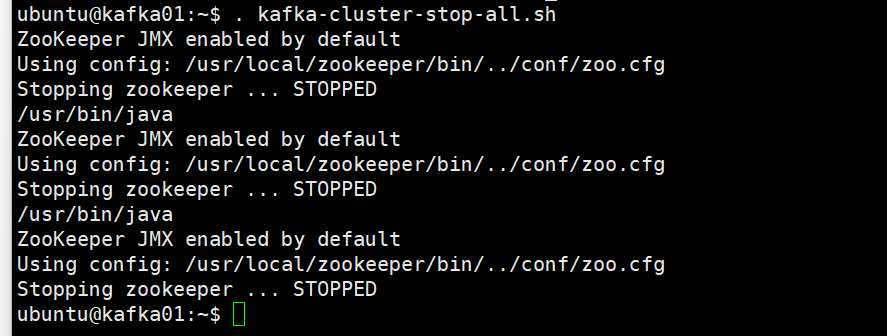 ubuntu@kafka01:~$ . kafka-cluster-stop-all.sh
ZooKeeper JMX enabled by default
Using config: /usr/local/zookeeper/bin/../conf/zoo.cfg
Stopping zookeeper ... STOPPED
/usr/bin/java
ZooKeeper JMX enabled by default
Using config: /usr/local/zookeeper/bin/../conf/zoo.cfg
Stopping zookeeper ... STOPPED
/usr/bin/java
ZooKeeper JMX enabled by default
Using config: /usr/local/zookeeper/bin/../conf/zoo.cfg
Stopping zookeeper ... STOPPED
ubuntu@kafka01:~$